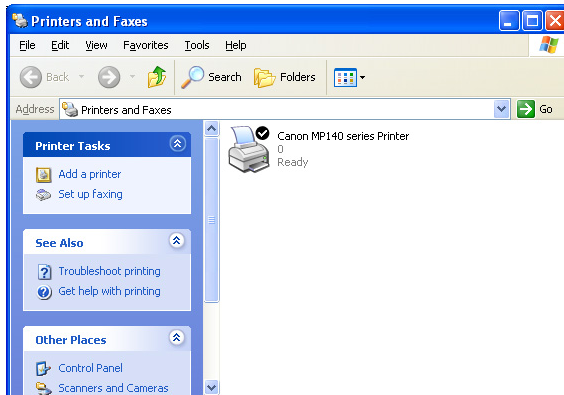 Printers and Faxes
File Edit View Favorites Tools Help
Back Search Folders
Address Printers and Faxes Go
Printer Tasks
Add a printer
Set up faxing
See Also
Troubleshoot printing
Get help with printing
Other Places
Control Panel
Scanners and Cameras
Canon MP140 series Printer
0
Ready